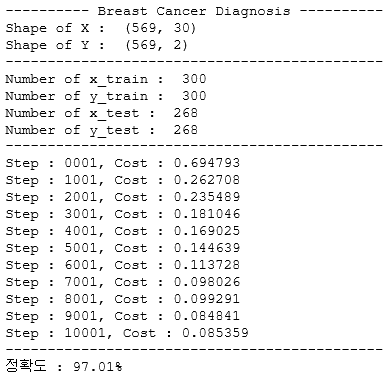 ---------- Breast Cancer Diagnosis ----------
Shape of X :  (569, 30)
Shape of Y :  (569, 2)
---------------------------------------------
Number of x_train :  300
Number of y_train :  300
Number of x_test :  268
Number of y_test :  268
---------------------------------------------
Step : 0001, Cost : 0.694793
Step : 1001, Cost : 0.262708
Step : 2001, Cost : 0.235489
Step : 3001, Cost : 0.181046
Step : 4001, Cost : 0.169025
Step : 5001, Cost : 0.144639
Step : 6001, Cost : 0.113728
Step : 7001, Cost : 0.098026
Step : 8001, Cost : 0.099291
Step : 9001, Cost : 0.084841
Step : 10001, Cost : 0.085359
---------------------------------------------
정확도 : 97.01%